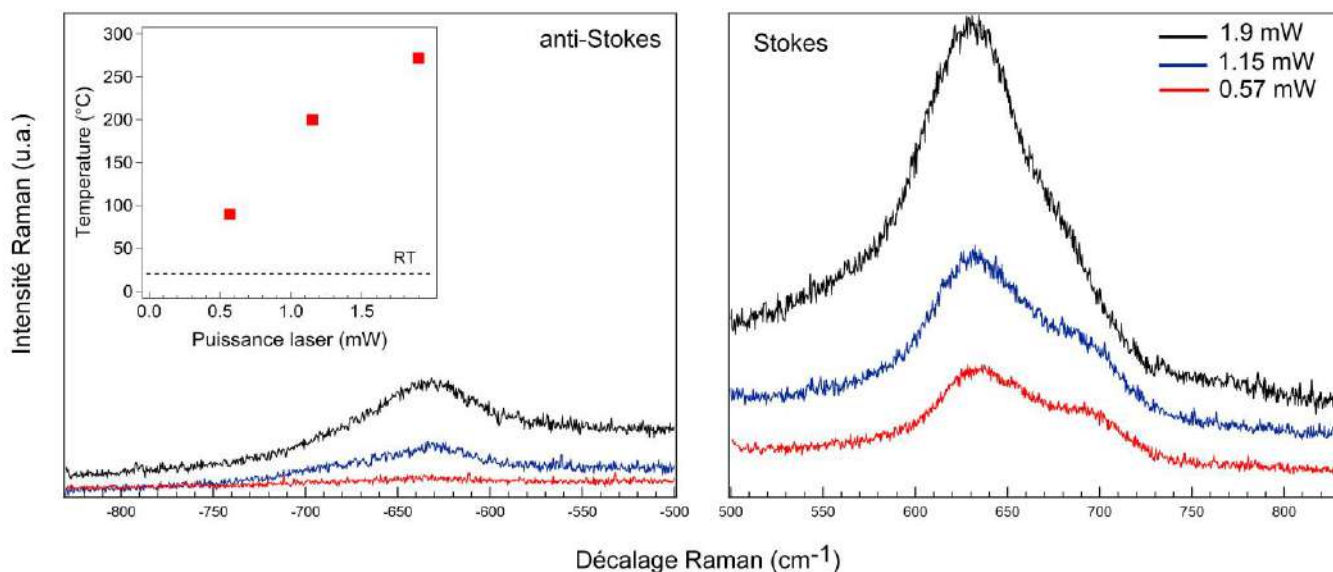 Intensité Raman (u.a.)
anti-Stokes
300
250
200
150
100
50
0
Temperature (°C)
RT
0.0 0.5 1.0 1.5
Puissance laser (mW)
-800 -750 -700 -650 -600 -550 -500
Stokes
1.9 mW
1.15 mW
0.57 mW
500 550 600 650 700 750 800
Décalage Raman (cm-1)